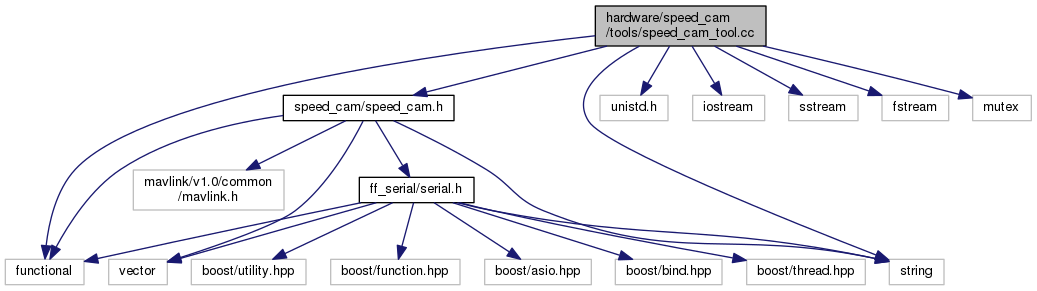 hardware/speed_cam
/tools/speed_cam_tool.cc
speed_cam/speed_cam.h
unistd.h
iostream
sstream
fstream
mutex
mavlink/v1.0/common
/mavlink.h
ff_serial/serial.h
functional
vector
boost/utility.hpp
boost/function.hpp
boost/asio.hpp
boost/bind.hpp
boost/thread.hpp
string